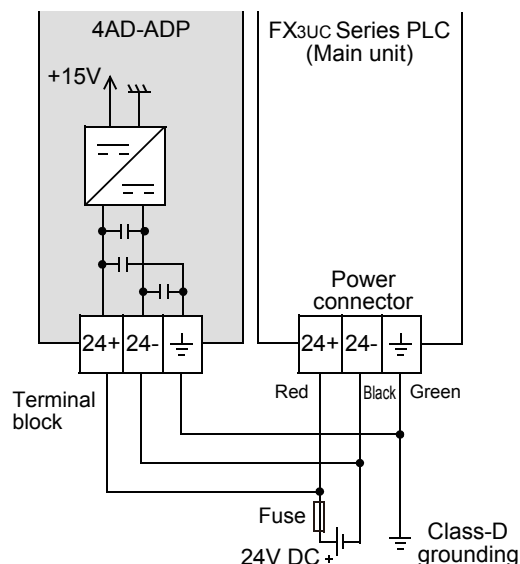 4AD-ADP
FX3UC Series PLC
(Main unit)
+15V
Power
connector
24+ 24-
24+ 24-
Terminal
block
Red Black Green
Fuse
24V DC +
Class-D
grounding